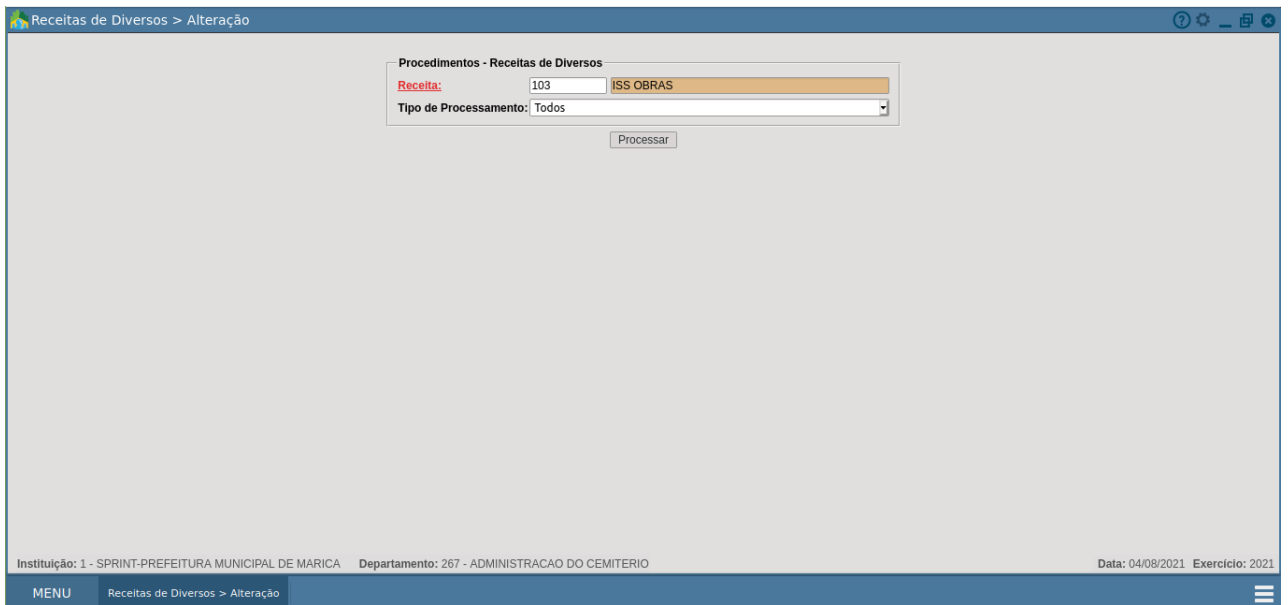 Receitas de Diversos > Alteração
Procedimentos - Receitas de Diversos
Receita: 103 ISS OBRAS
Tipo de Processamento: Todos
Processar
Instituição: 1 - SPRINT-PREFEITURA MUNICIPAL DE MARICA Departamento: 267 - ADMINISTRACAO DO CEMITERIO Data: 04/08/2021 Exercício: 2021
MENU Receitas de Diversos > Alteração